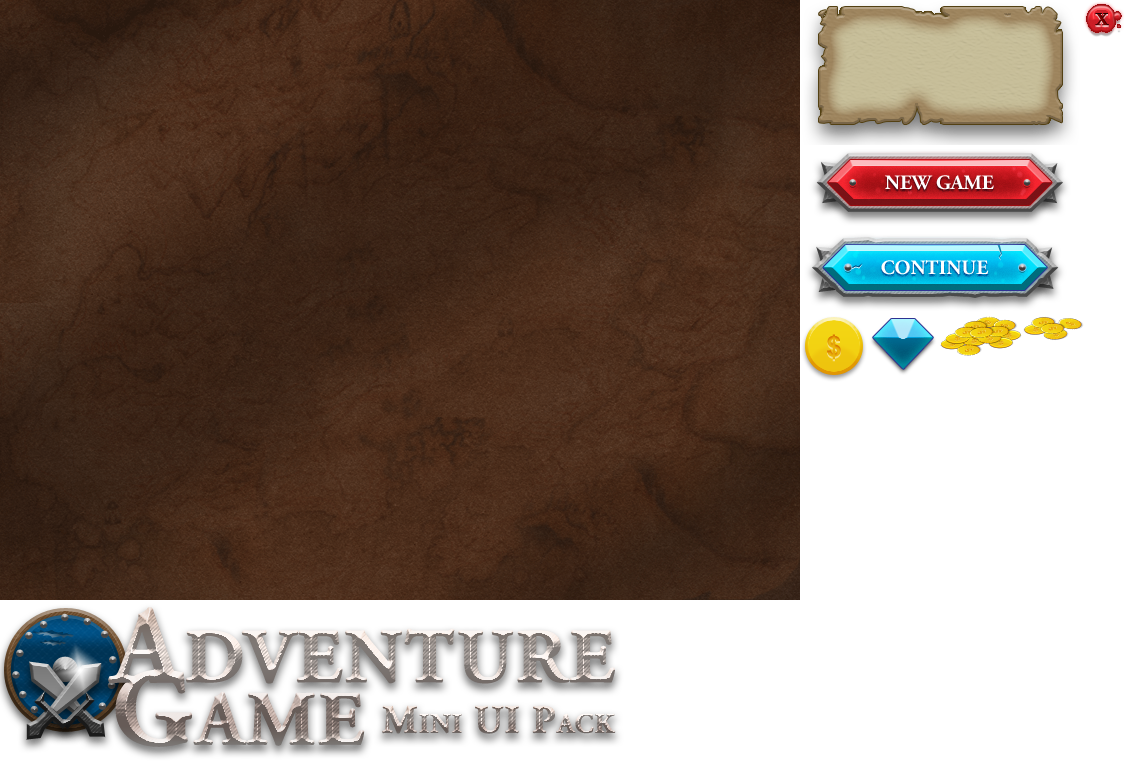 X
NEW GAME
CONTINUE
$
ADVENTURE
GAME MINI UI PACK